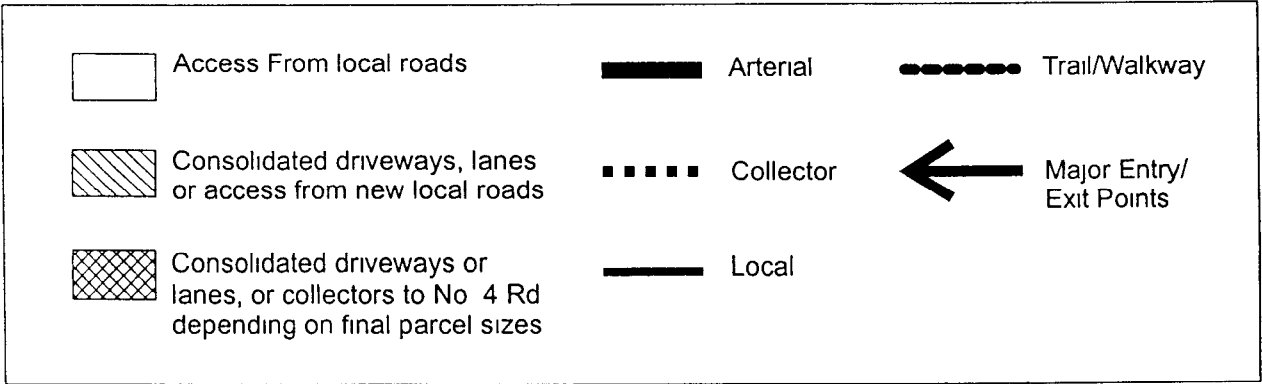 Access From local roads
Consolidated driveways, lanes
or access from new local roads
Consolidated driveways or
lanes, or collectors to No 4 Rd
depending on final parcel sizes
Arterial
Collector
Local
Trail/Walkway
Major Entry/
Exit Points